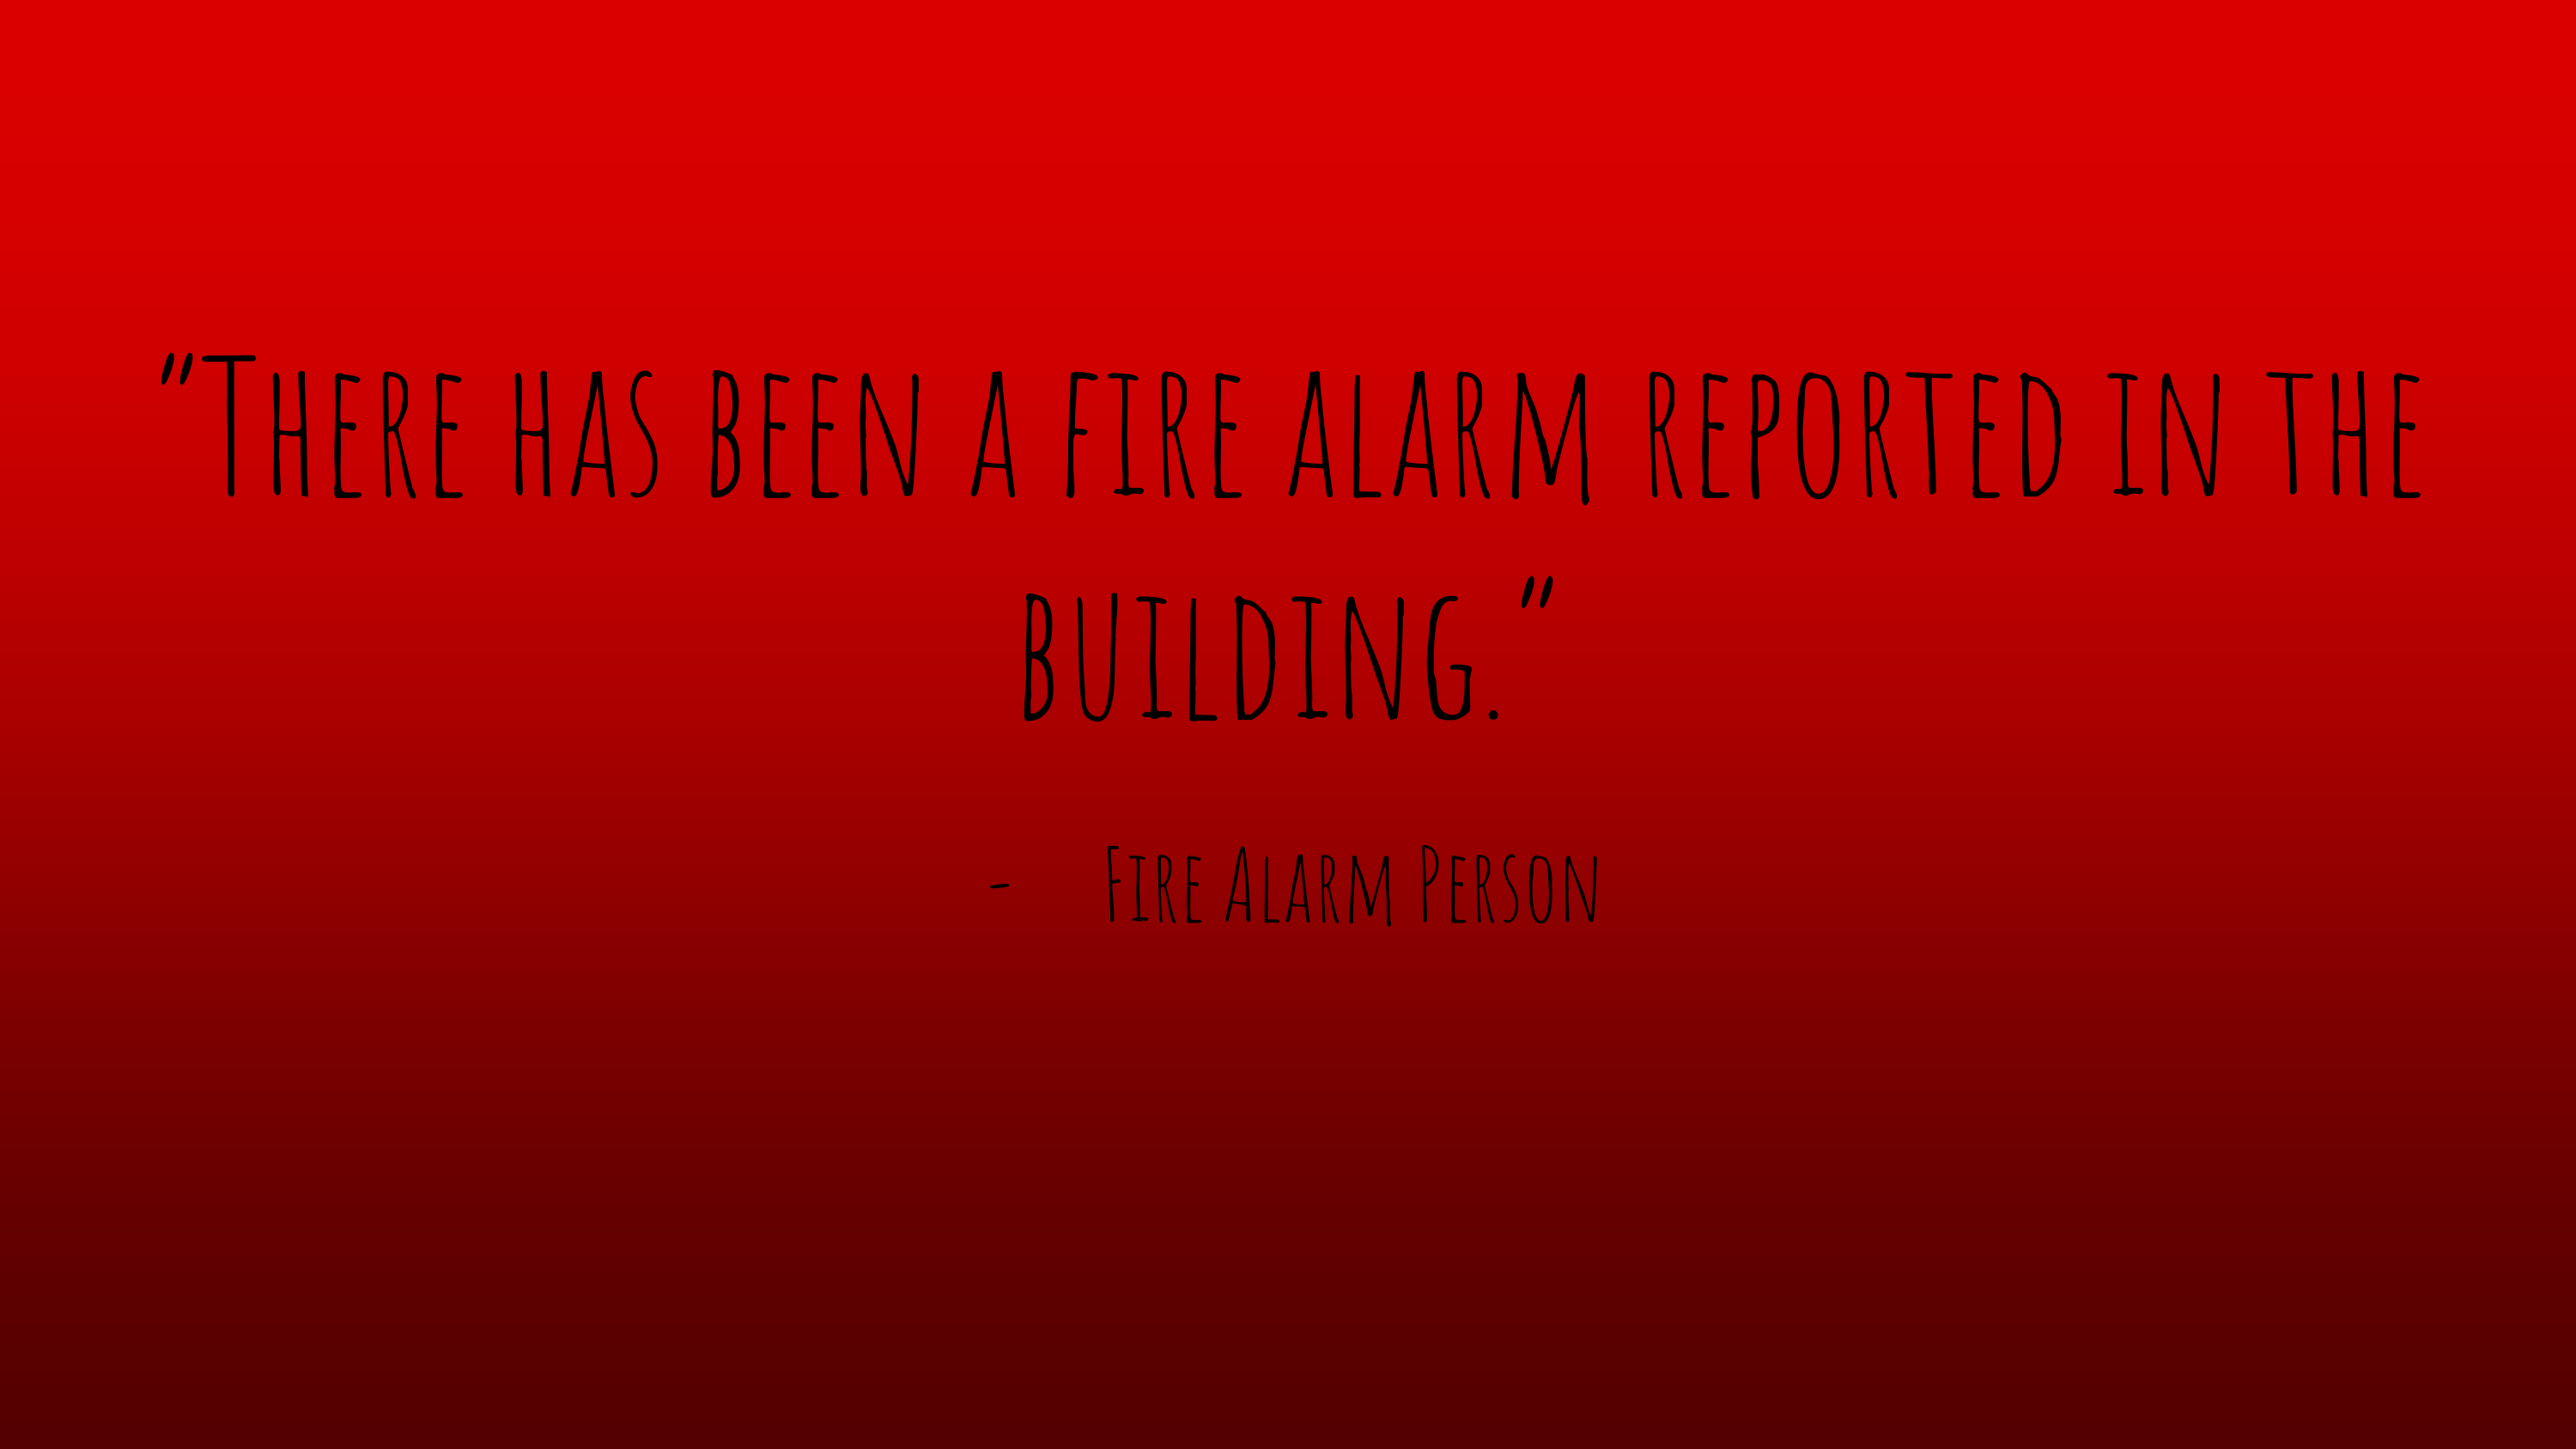 "There has been a fire alarm reported in the
building."
- Fire Alarm Person